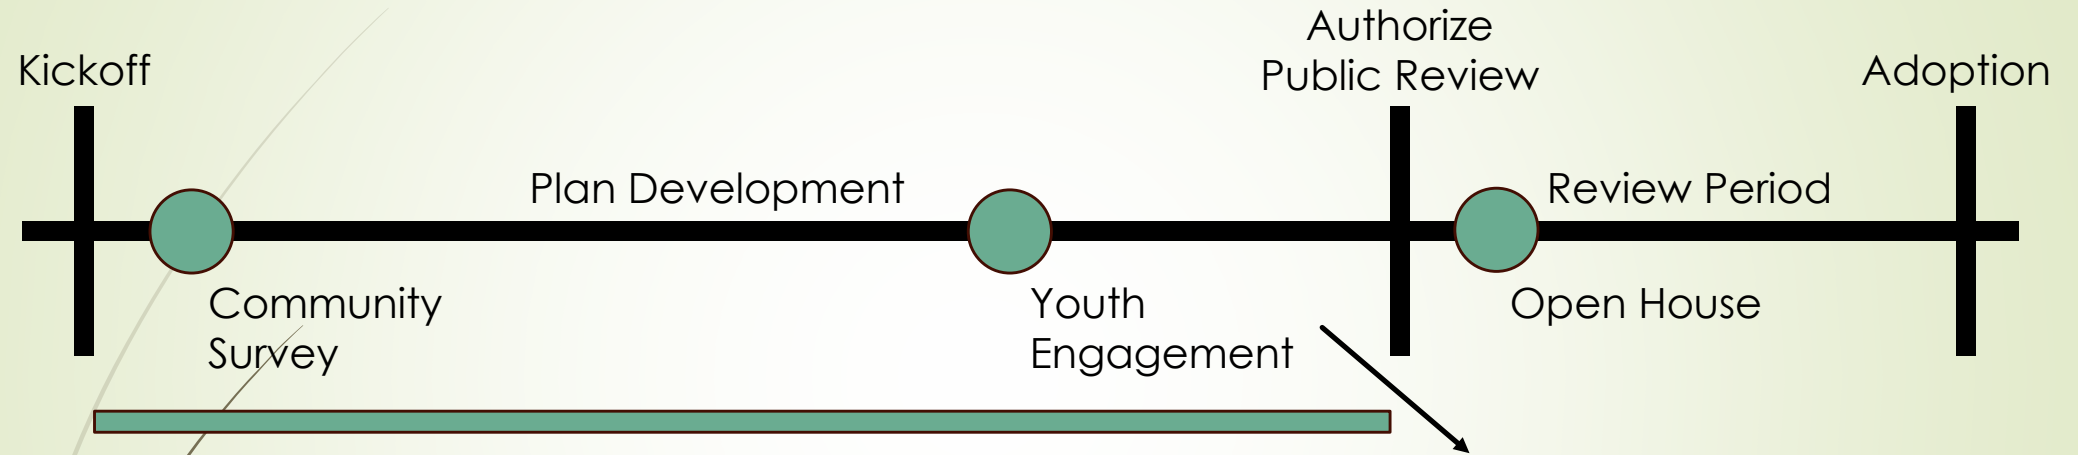 Kickoff
Authorize
Public Review
Adoption
Plan Development
Review Period
Community
Survey
Youth
Engagement
Open House